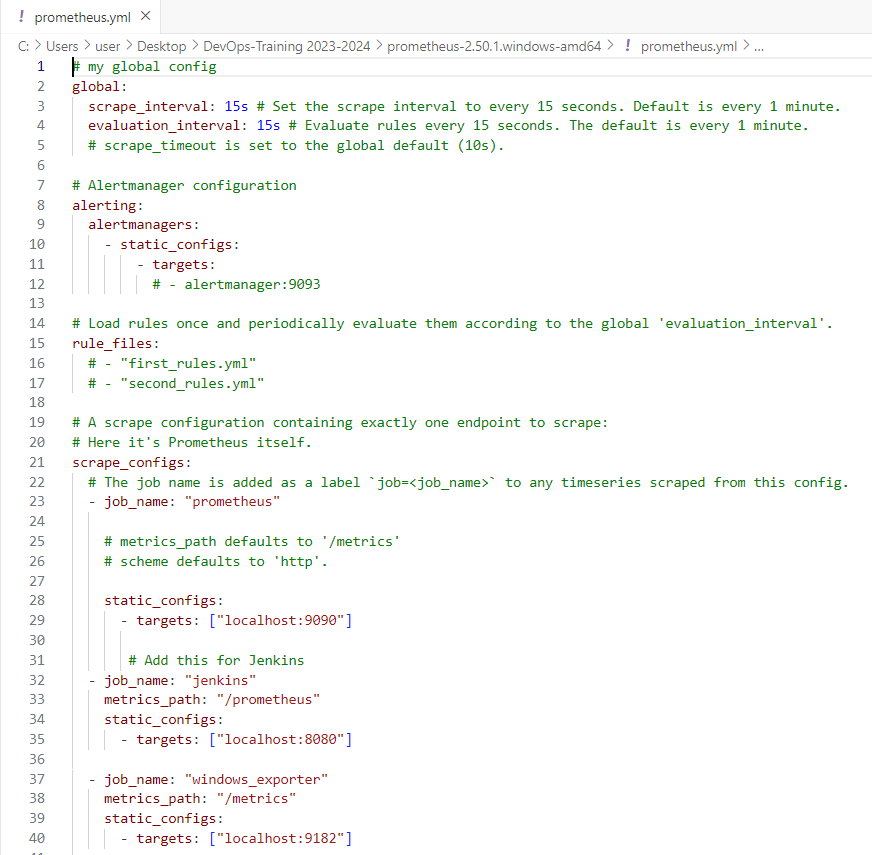 ! prometheus.yml ×
C: > Users > user > Desktop > DevOps-Training 2023-2024 > prometheus-2.50.1.windows-amd64 > ! prometheus.yml > ...
1 # my global config
2 global:
3   scrape_interval: 15s # Set the scrape interval to every 15 seconds. Default is every 1 minute.
4   evaluation_interval: 15s # Evaluate rules every 15 seconds. The default is every 1 minute.
5   # scrape_timeout is set to the global default (10s).
6
7 # Alertmanager configuration
8 alerting:
9   alertmanagers:
10     - static_configs:
11         - targets:
12           # - alertmanager:9093
13
14 # Load rules once and periodically evaluate them according to the global 'evaluation_interval'.
15 rule_files:
16   # - "first_rules.yml"
17   # - "second_rules.yml"
18
19 # A scrape configuration containing exactly one endpoint to scrape:
20 # Here it's Prometheus itself.
21 scrape_configs:
22   # The job name is added as a label `job=<job_name>` to any timeseries scraped from this config.
23   - job_name: "prometheus"
24
25     # metrics_path defaults to '/metrics'
26     # scheme defaults to 'http'.
27
28     static_configs:
29       - targets: ["localhost:9090"]
30
31        # Add this for Jenkins
32   - job_name: "jenkins"
33     metrics_path: "/prometheus"
34     static_configs:
35       - targets: ["localhost:8080"]
36
37   - job_name: "windows_exporter"
38     metrics_path: "/metrics"
39     static_configs:
40       - targets: ["localhost:9182"]